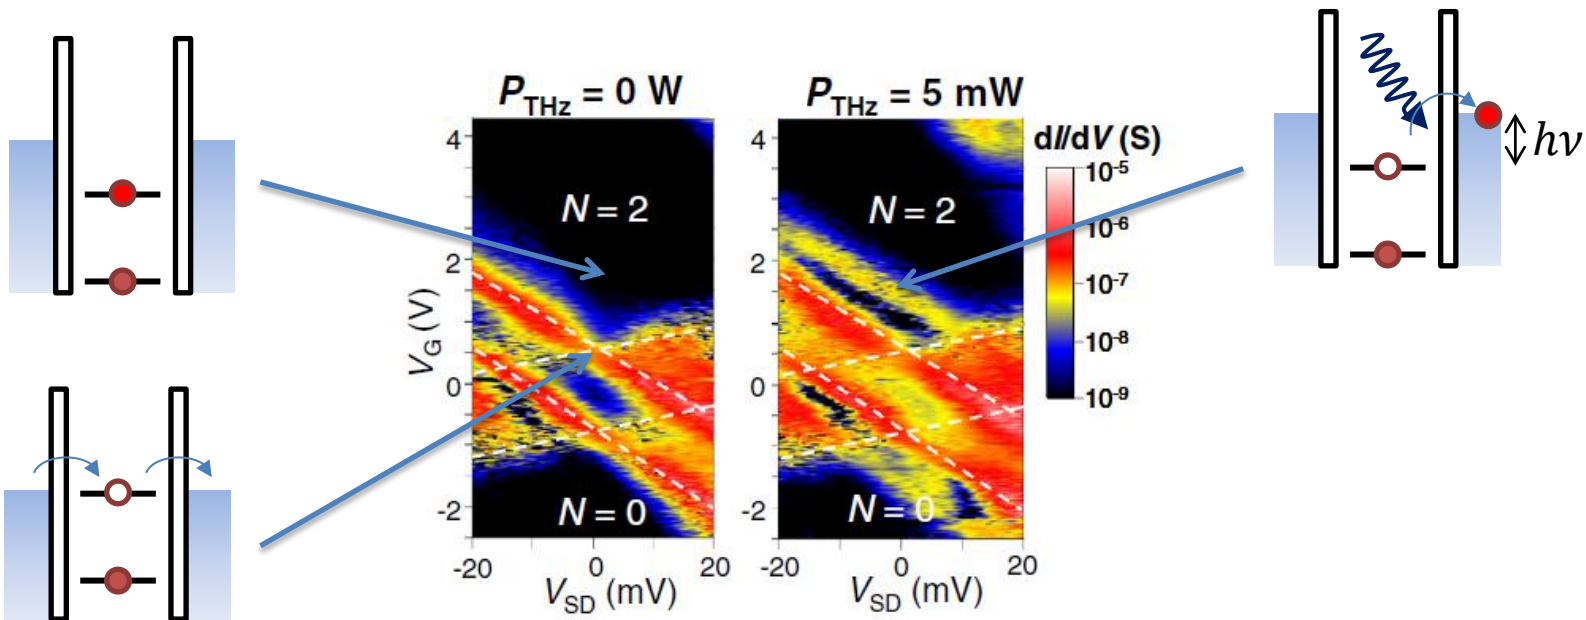 P_THz = 0 W
P_THz = 5 mW
dI/dV (S)
V_G (V)
4
2
0
-2
N = 2
N = 0
-20
0
20
V_SD (mV)
4
2
0
-2
N = 2
N = 0
-20
0
20
V_SD (mV)
10⁻⁵
10⁻⁶
10⁻⁷
10⁻⁸
10⁻⁹
hν